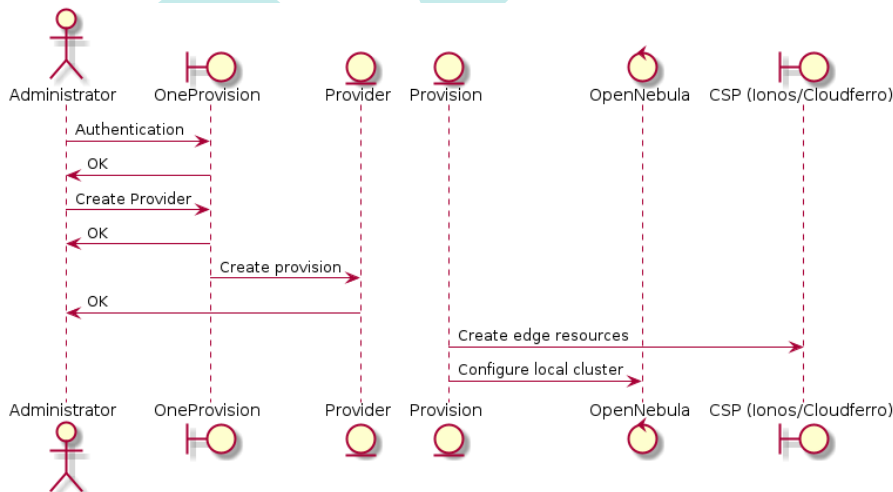 Administrator OneProvision Provider Provision OpenNebula CSP (Ionos/Cloudferro)
Authentication
OK
Create Provider
OK
Create provision
OK
Create edge resources
Configure local cluster
Administrator OneProvision Provider Provision OpenNebula CSP (Ionos/Cloudferro)